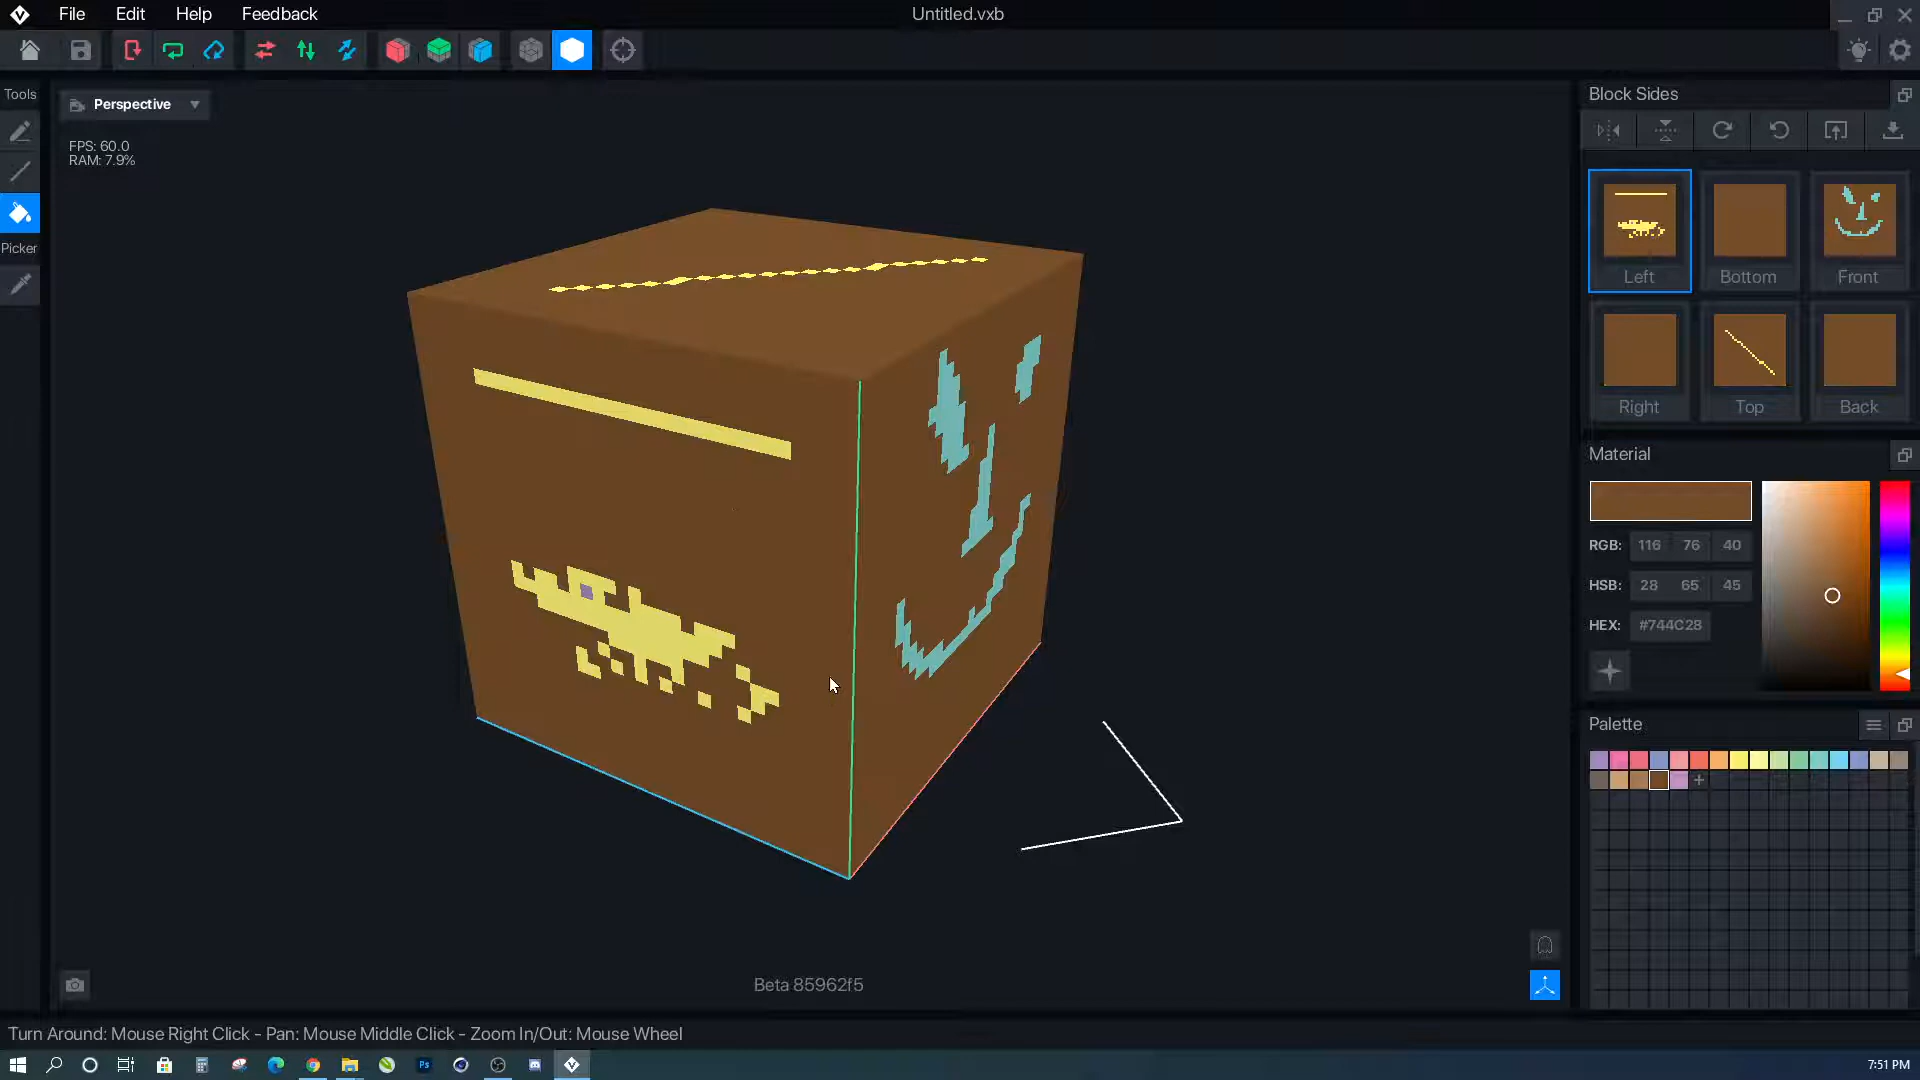 File Edit Help Feedback
Untitled.vxb
Tools
Perspective
FPS: 60.0
RAM: 7.9%
Picker
Block Sides
Left Bottom Front
Right Top Back
Material
RGB: 116 76 40
HSB: 28 65 45
HEX: #744C28
Palette
Beta 85962f5
Turn Around: Mouse Right Click - Pan: Mouse Middle Click - Zoom In/Out: Mouse Wheel
Ps
7:51 PM